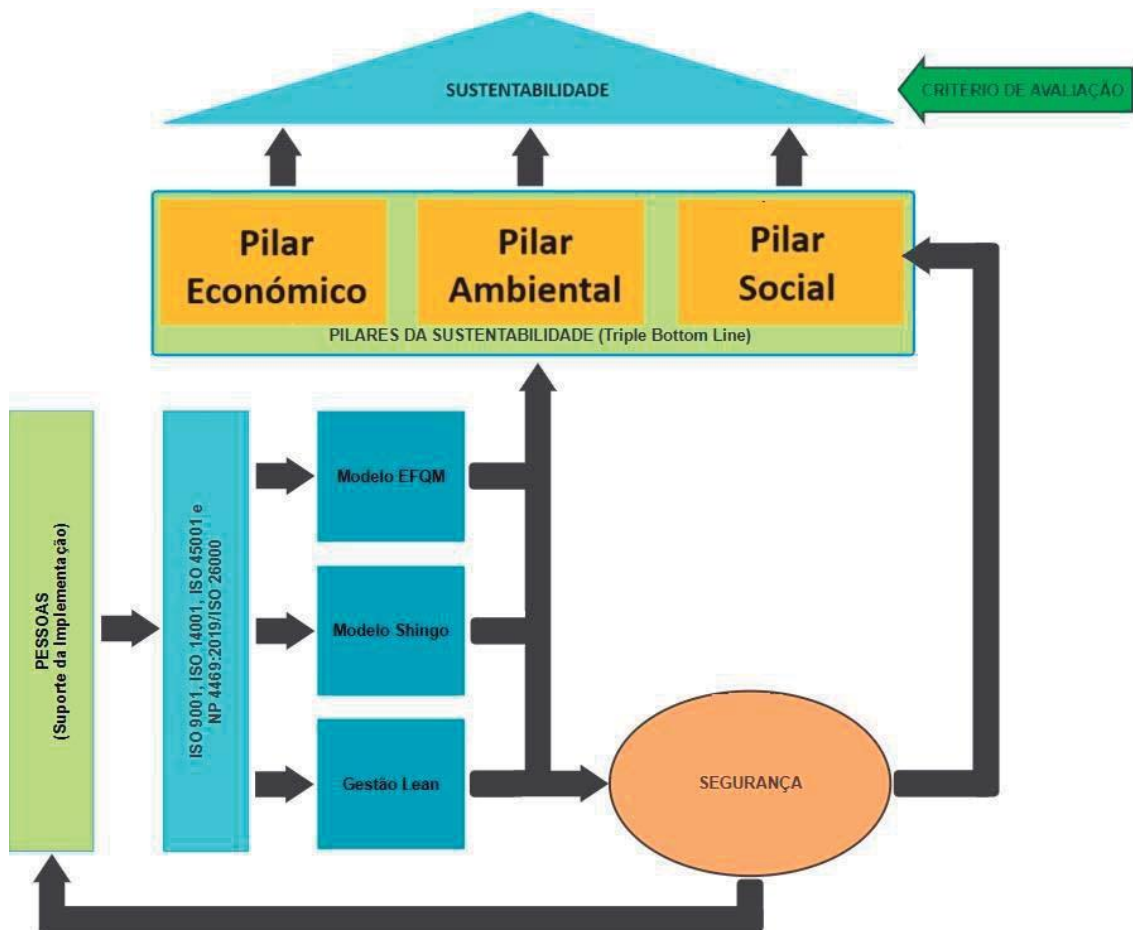 SUSTENTABILIDADE
CRITERIO DE AVALIAÇÃO
Pilar
Económico
Pilar
Ambiental
Pilar
Social
PILARES DA SUSTENTABILIDADE (Triple Bottom Line)
PESSOAS
(Suporte da Implementação)
ISO 9001, ISO 14001, ISO 45001 e
NP 4469:2019/ISO 26000
Modelo EFQM
Modelo Shingo
Gestão Lean
SEGURANÇA